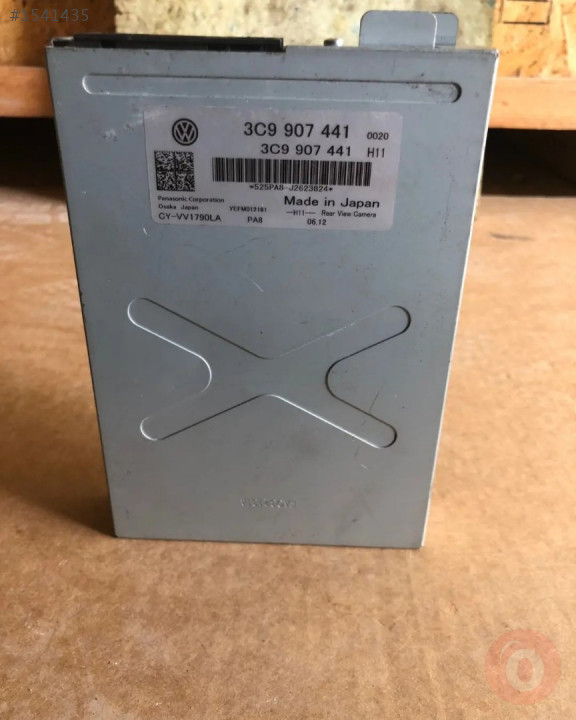 3C9 907 441 0020
3C9 907 441 H11
*525PA8-J2623824*
Panasonic Corporation
Osaka Japan
YEFM013161
Made in Japan
CY-VV1790LA
PA8
—H11— Rear View Camera
06.12